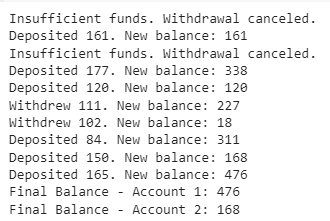 Insufficient funds. Withdrawal canceled.
Deposited 161. New balance: 161
Insufficient funds. Withdrawal canceled.
Deposited 177. New balance: 338
Deposited 120. New balance: 120
Withdrew 111. New balance: 227
Withdrew 102. New balance: 18
Deposited 84. New balance: 311
Deposited 150. New balance: 168
Deposited 165. New balance: 476
Final Balance - Account 1: 476
Final Balance - Account 2: 168